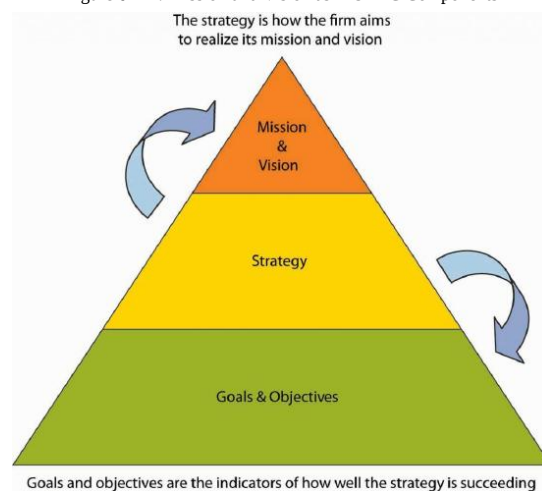 The strategy is how the firm aims
to realize its mission and vision
Mission
&
Vision
Strategy
Goals & Objectives
Goals and objectives are the indicators of how well the strategy is succeeding